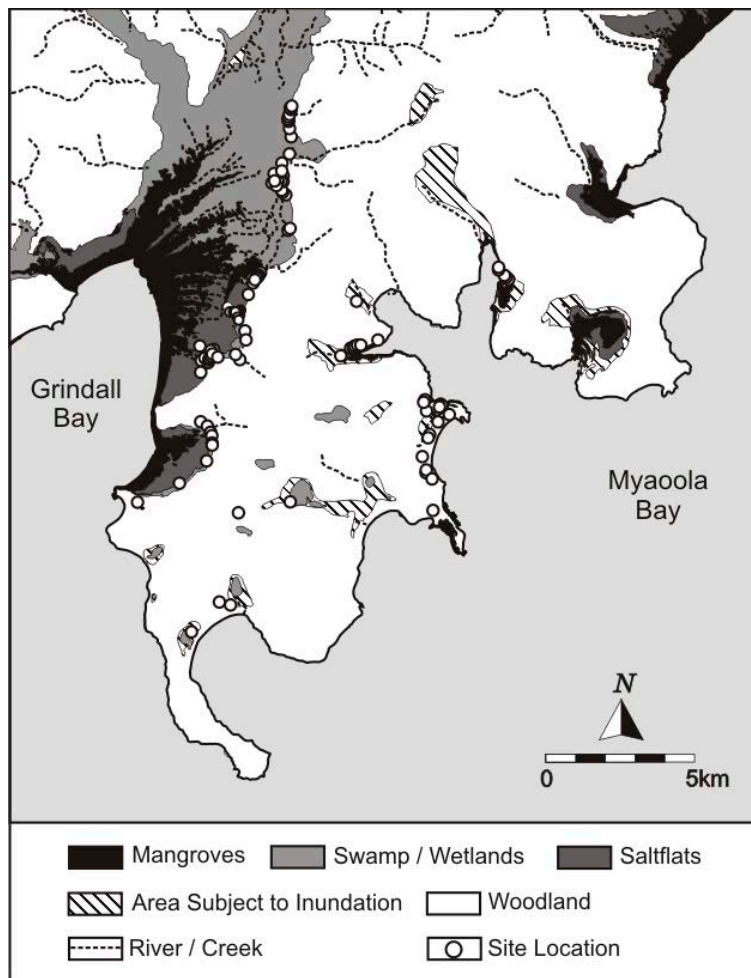 Grindall
Bay
Myaoola
Bay
N
0 5km
Mangroves Swamp / Wetlands Saltflats
Area Subject to Inundation Woodland
River / Creek Site Location